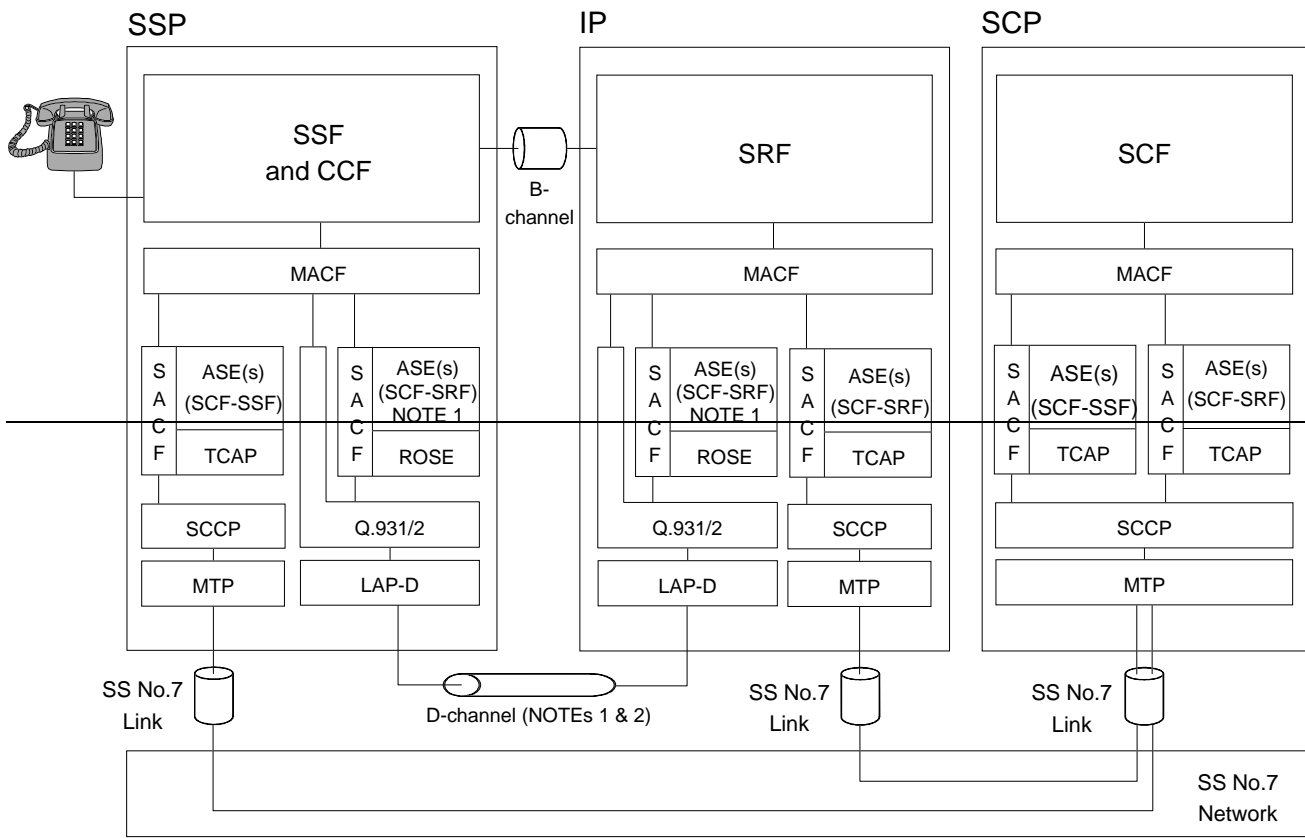 SSP
IP
SCP
SSF
and CCF
B-
channel
SRF
SCF
MACF
MACF
MACF
S
A
C
F
ASE(s)
(SCF-SSF)
TCAP
S
A
C
F
ASE(s)
(SCF-SRF)
NOTE 1
ROSE
S
A
C
F
ASE(s)
(SCF-SRF)
NOTE 1
ROSE
S
A
C
F
ASE(s)
(SCF-SRF)
TCAP
S
A
C
F
ASE(s)
(SCF-SSF)
TCAP
S
A
C
F
ASE(s)
(SCF-SRF)
TCAP
SCCP
Q.931/2
Q.931/2
SCCP
SCCP
MTP
LAP-D
LAP-D
MTP
MTP
SS No.7
Link
D-channel (NOTEs 1 & 2)
SS No.7
Link
SS No.7
Link
SS No.7
Network